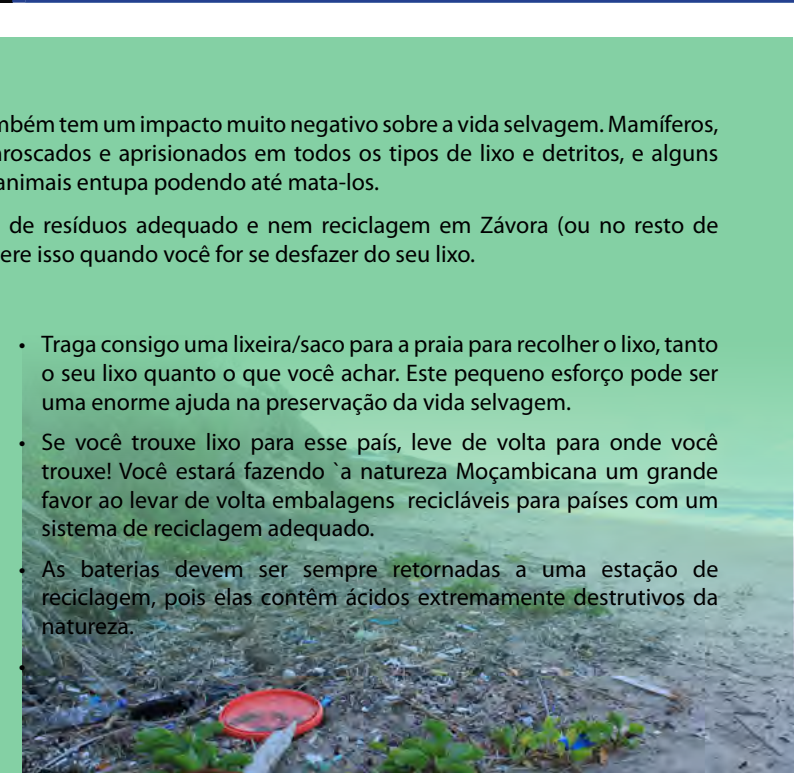 mbém tem um impacto muito negativo sobre a vida selvagem. Mamíferos,
roscados e aprisionados em todos os tipos de lixo e detritos, e alguns
animais entupa podendo até mata-los.
de resíduos adequado e nem reciclagem em Závora (ou no resto de
ere isso quando você for se desfazer do seu lixo.
• Traga consigo uma lixeira/saco para a praia para recolher o lixo, tanto
o seu lixo quanto o que você achar. Este pequeno esforço pode ser
uma enorme ajuda na preservação da vida selvagem.
• Se você trouxe lixo para esse país, leve de volta para onde você
trouxe! Você estará fazendo `a natureza Moçambicana um grande
favor ao levar de volta embalagens recicláveis para países com um
sistema de reciclagem adequado.
• As baterias devem ser sempre retornadas a uma estação de
reciclagem, pois elas contêm ácidos extremamente destrutivos da
natureza.
•